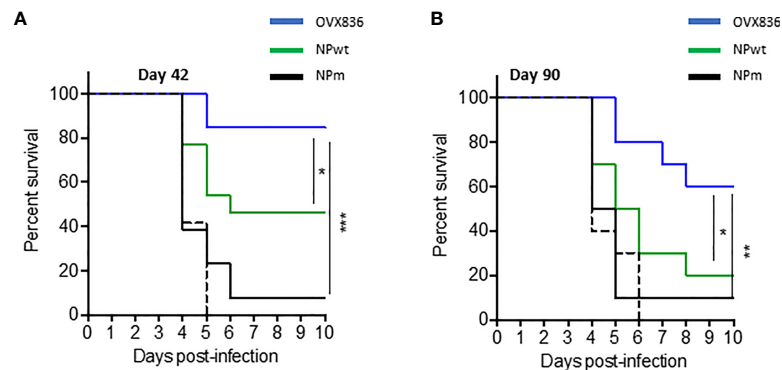 A
OVX836
NPwt
NPm
Day 42
Percent survival
100
80
60
40
20
0
0 1 2 3 4 5 6 7 8 9 10
Days post-infection
*
***
B
OVX836
NPwt
NPm
Day 90
Percent survival
100
80
60
40
20
0
0 1 2 3 4 5 6 7 8 9 10
Days post-infection
*
**